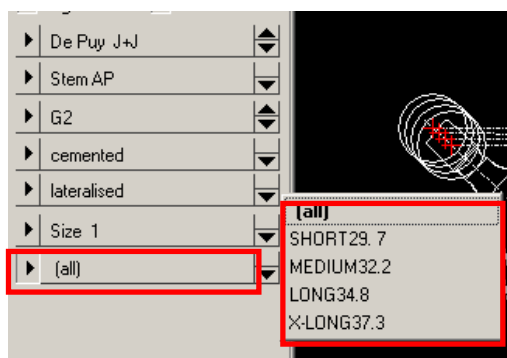 De Puy J+J
Stem AP
G2
cemented
lateralised
Size 1
(all)
(all)
SHORT29. 7
MEDIUM32.2
LONG34.8
X-LONG37.3